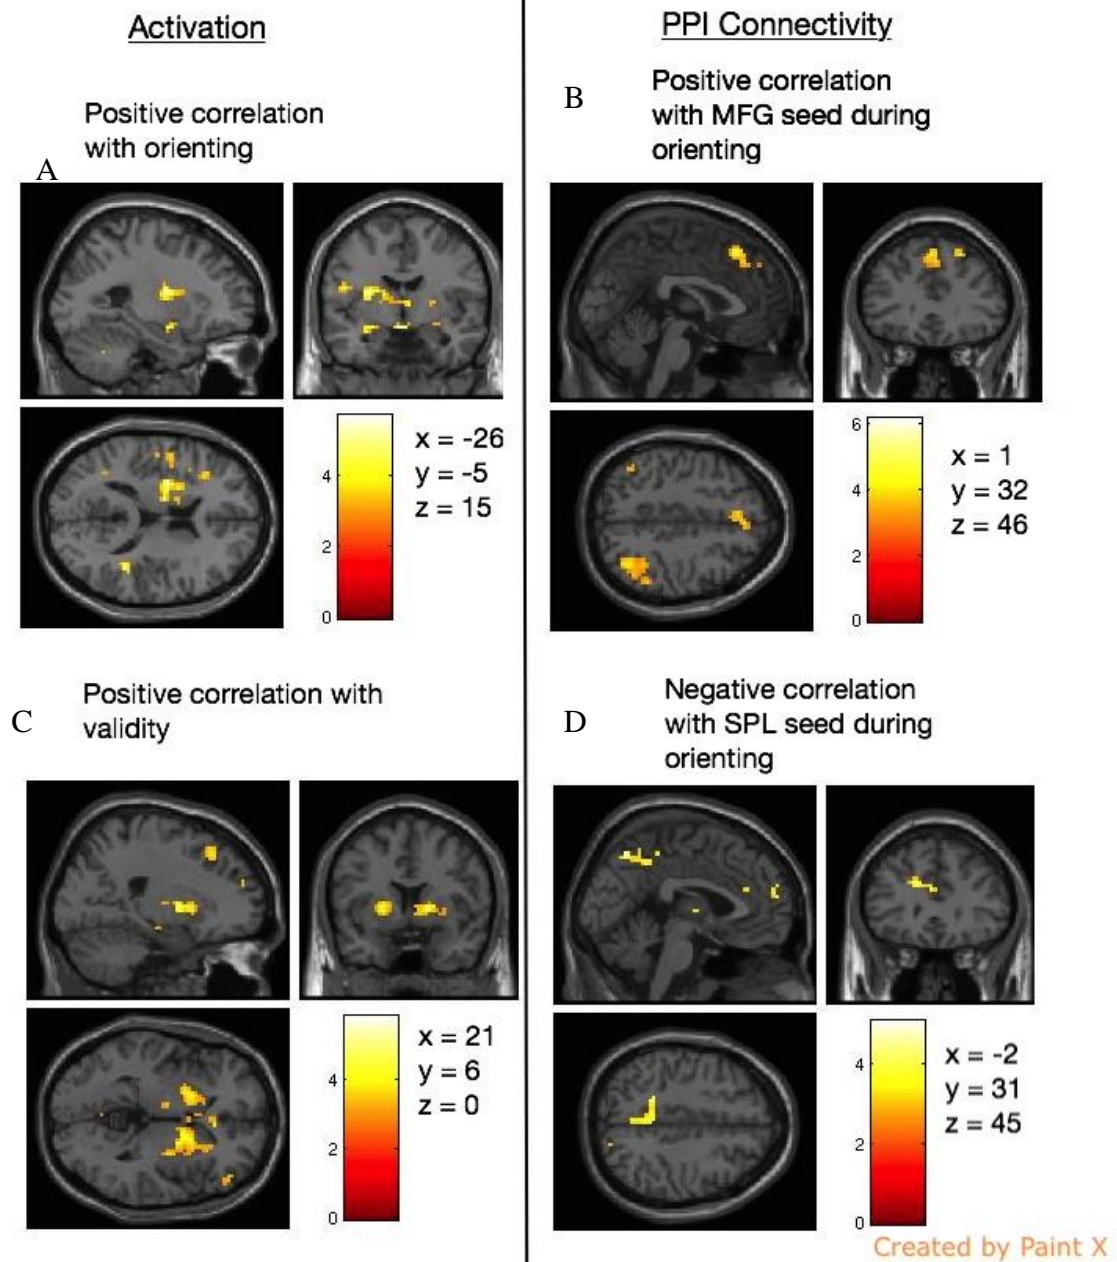 Activation
Positive correlation
with orienting
A
4
2
0
x = -26
y = -5
z = 15
PPI Connectivity
B
Positive correlation
with MFG seed during
orienting
6
4
2
0
x = 1
y = 32
z = 46
C
Positive correlation with
validity
4
2
0
x = 21
y = 6
z = 0
D
Negative correlation
with SPL seed during
orienting
4
2
0
x = -2
y = 31
z = 45
Created by Paint X